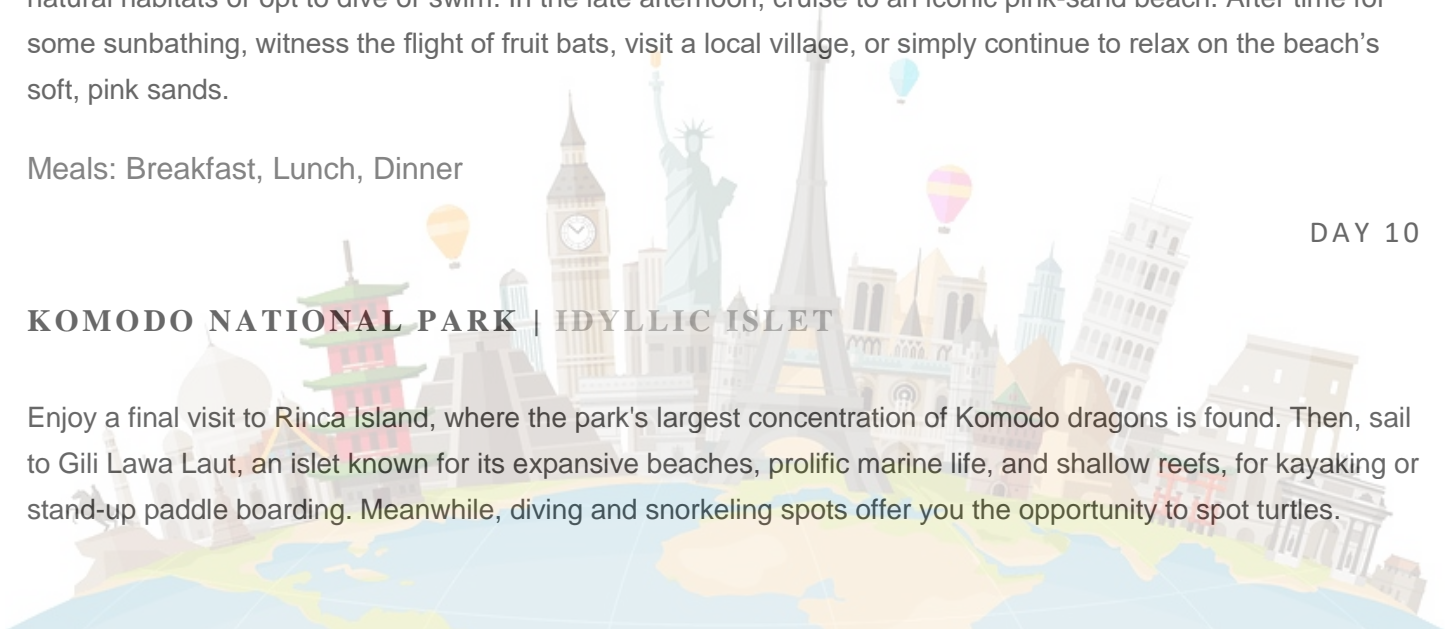 natural habitats or opt to dive or swim. In the late afternoon, cruise to an iconic pink-sand beach. After time for
some sunbathing, witness the flight of fruit bats, visit a local village, or simply continue to relax on the beach’s
soft, pink sands.
Meals: Breakfast, Lunch, Dinner
DAY 10
KOMODO NATIONAL PARK | IDYLLIC ISLET
Enjoy a final visit to Rinca Island, where the park's largest concentration of Komodo dragons is found. Then, sail
to Gili Lawa Laut, an islet known for its expansive beaches, prolific marine life, and shallow reefs, for kayaking or
stand-up paddle boarding. Meanwhile, diving and snorkeling spots offer you the opportunity to spot turtles.